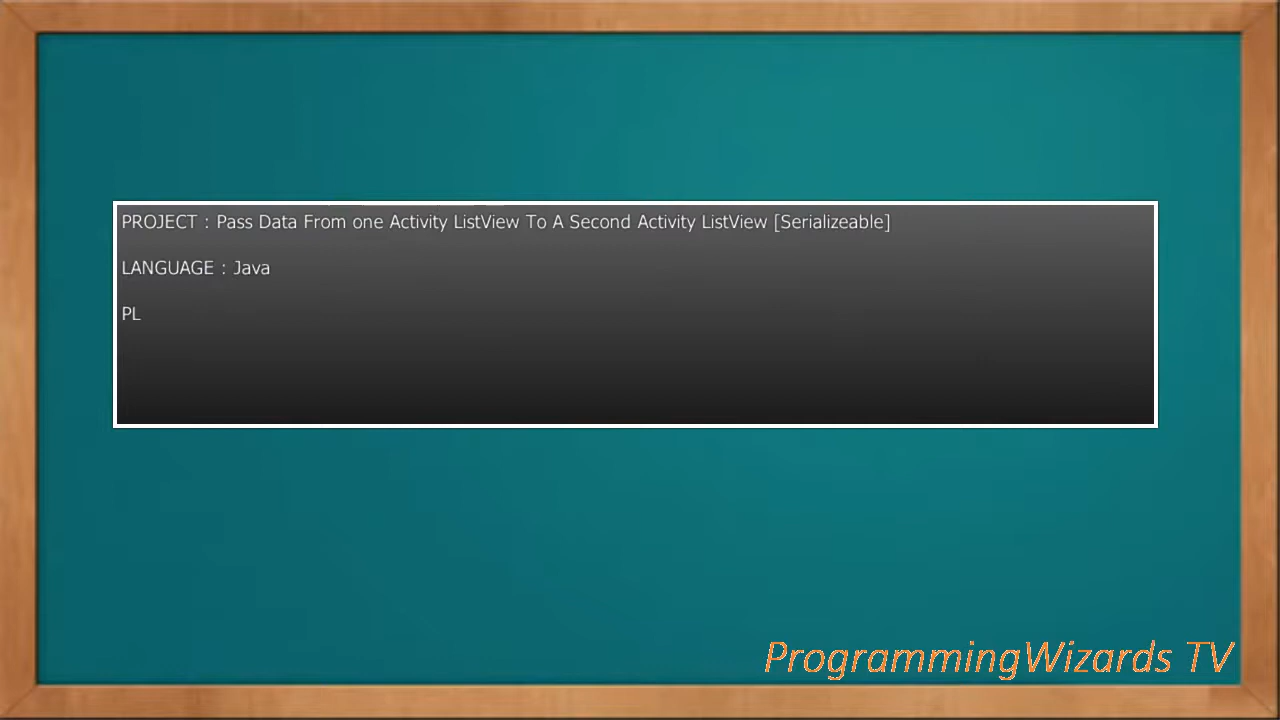 PROJECT : Pass Data From one Activity ListView To A Second Activity ListView [Serializeable]
LANGUAGE : Java
PL
ProgrammingWizards TV